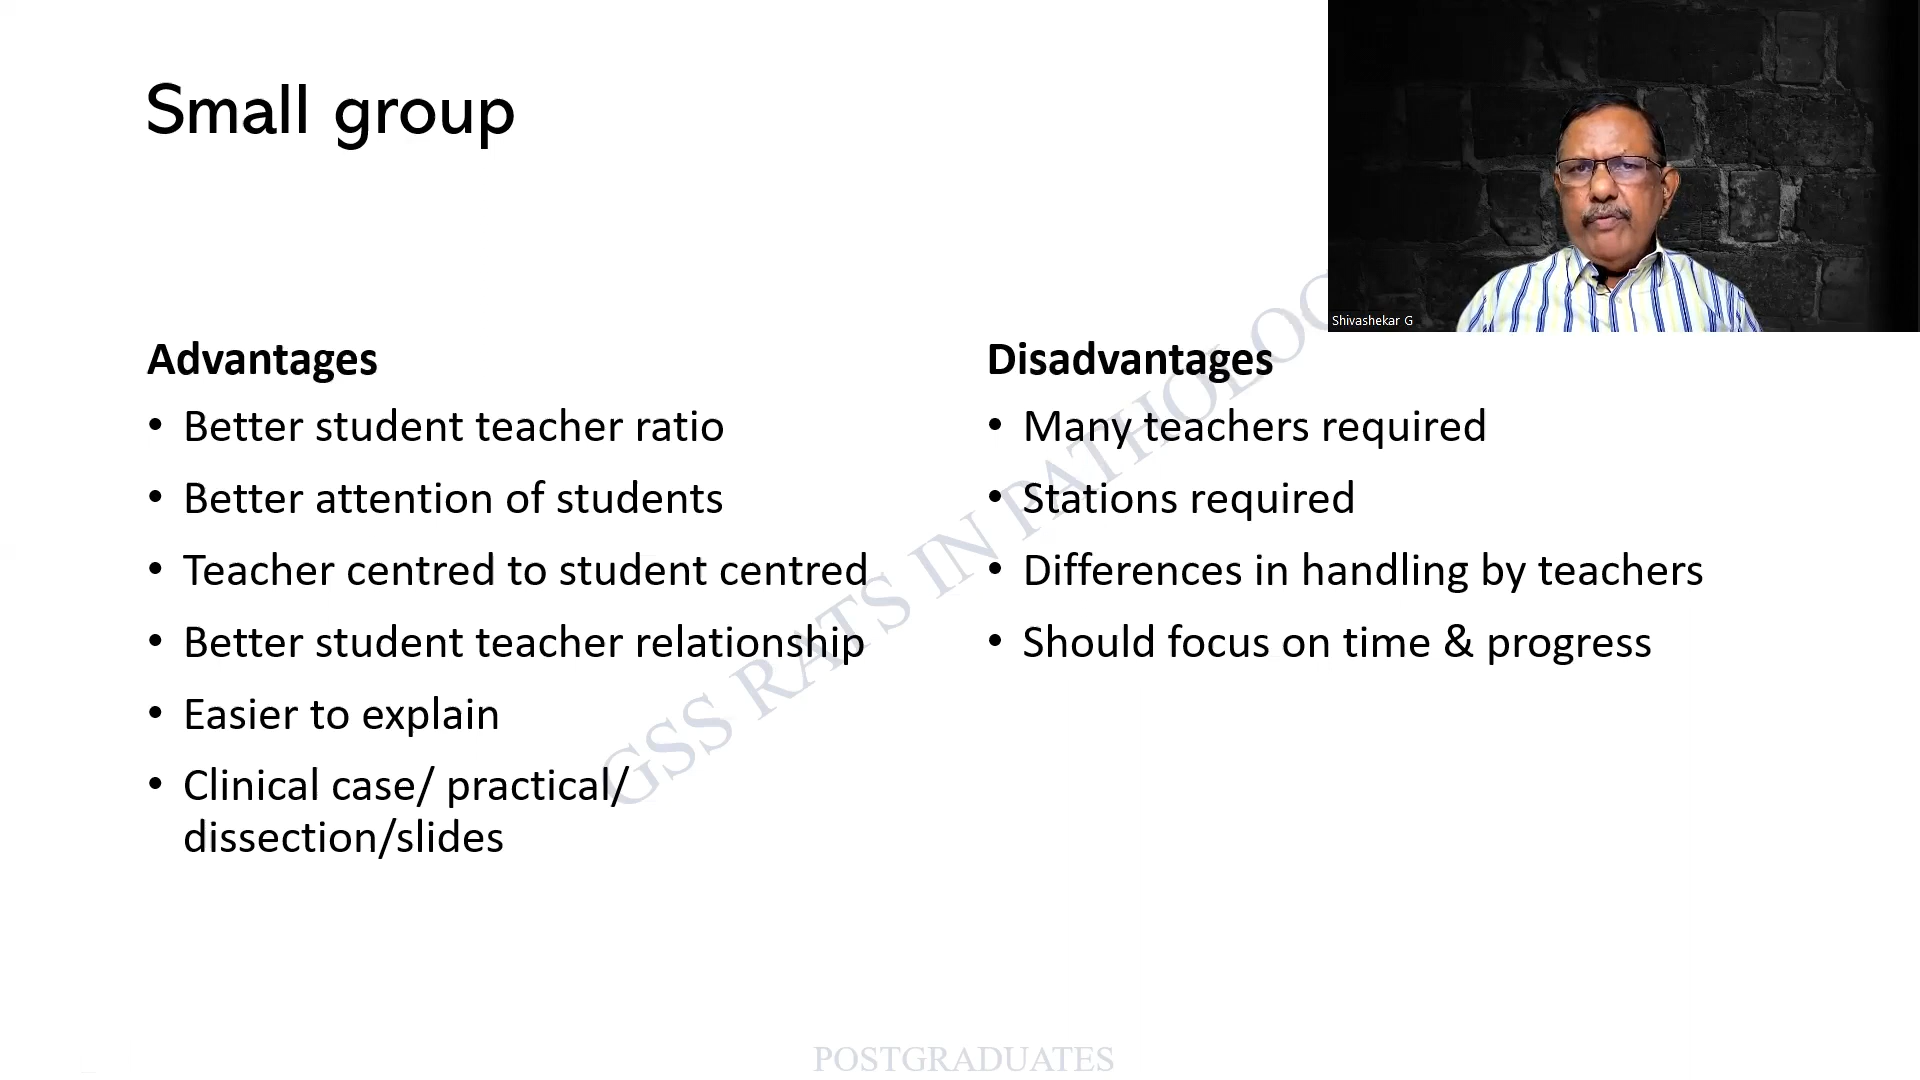 Small group
Shivashekar G
Advantages
• Better student teacher ratio
• Better attention of students
• Teacher centred to student centred
• Better student teacher relationship
• Easier to explain
• Clinical case/ practical/
dissection/slides
Disadvantages
• Many teachers required
• Stations required
• Differences in handling by teachers
• Should focus on time & progress
GSS RATS IN PATHOLOG
POSTGRADUATES